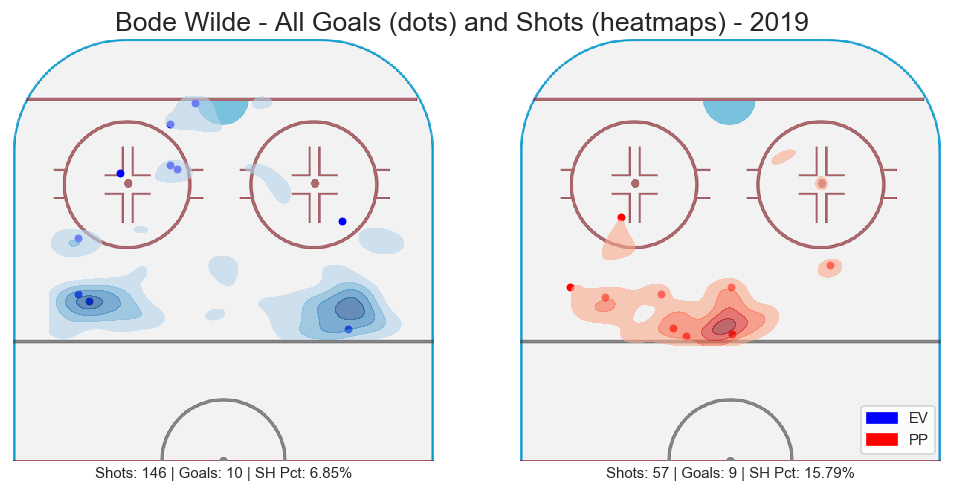 Bode Wilde - All Goals (dots) and Shots (heatmaps) - 2019
EV
PP
Shots: 146 | Goals: 10 | SH Pct: 6.85%
Shots: 57 | Goals: 9 | SH Pct: 15.79%